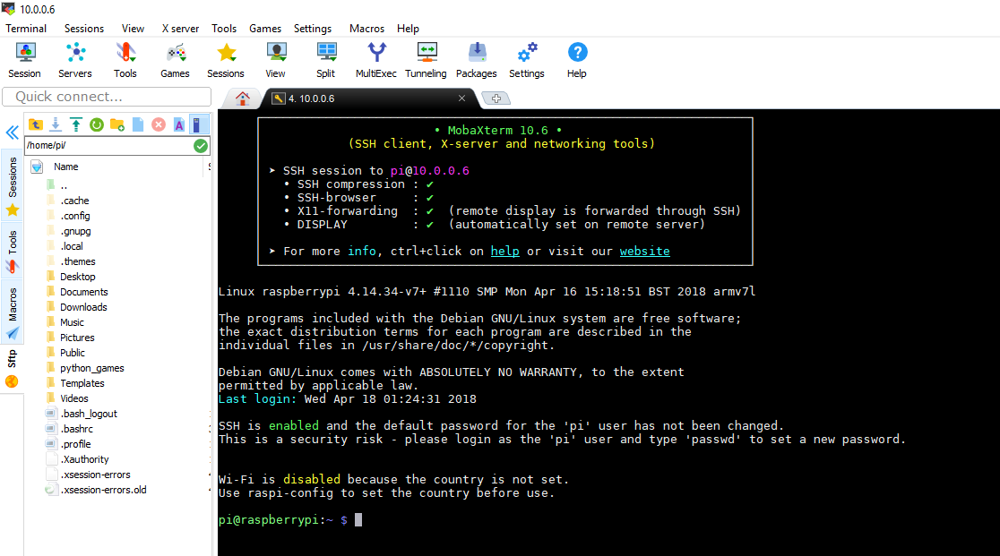 10.0.0.6
Terminal Sessions View X server Tools Games Settings Macros Help
Session Servers Tools Games Sessions View Split MultiExec Tunneling Packages Settings Help
Quick connect...
4. 10.0.0.6
/home/pi/
Name
..
.cache
.config
.gnupg
.local
.themes
Desktop
Documents
Downloads
Music
Pictures
Public
python_games
Templates
Videos
.bash_logout
.bashrc
.profile
.Xauthority
.xsession-errors
.xsession-errors.old
Sessions
Tools
Macros
Sftp
• MobaXterm 10.6 •
(SSH client, X-server and networking tools)
➤ SSH session to pi@10.0.0.6
• SSH compression : ✔
• SSH-browser : ✔
• X11-forwarding : ✔ (remote display is forwarded through SSH)
• DISPLAY : ✔ (automatically set on remote server)
➤ For more info, ctrl+click on help or visit our website
Linux raspberrypi 4.14.34-v7+ #1110 SMP Mon Apr 16 15:18:51 BST 2018 armv7l
The programs included with the Debian GNU/Linux system are free software;
the exact distribution terms for each program are described in the
individual files in /usr/share/doc/*/copyright.
Debian GNU/Linux comes with ABSOLUTELY NO WARRANTY, to the extent
permitted by applicable law.
Last login: Wed Apr 18 01:24:31 2018
SSH is enabled and the default password for the 'pi' user has not been changed.
This is a security risk - please login as the 'pi' user and type 'passwd' to set a new password.
Wi-Fi is disabled because the country is not set.
Use raspi-config to set the country before use.
pi@raspberrypi:~ $